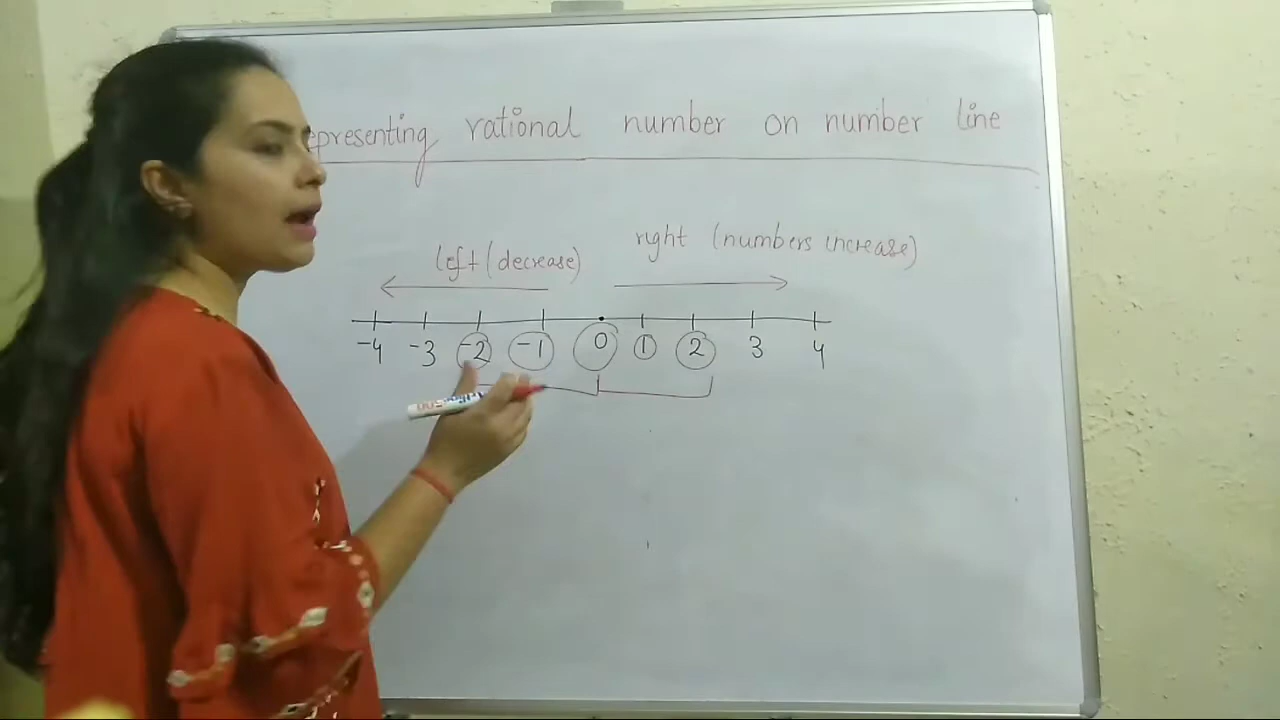 epresenting rational number on number line
left (decrease) right (numbers increase)
-4 -3 -2 -1 0 1 2 3 4